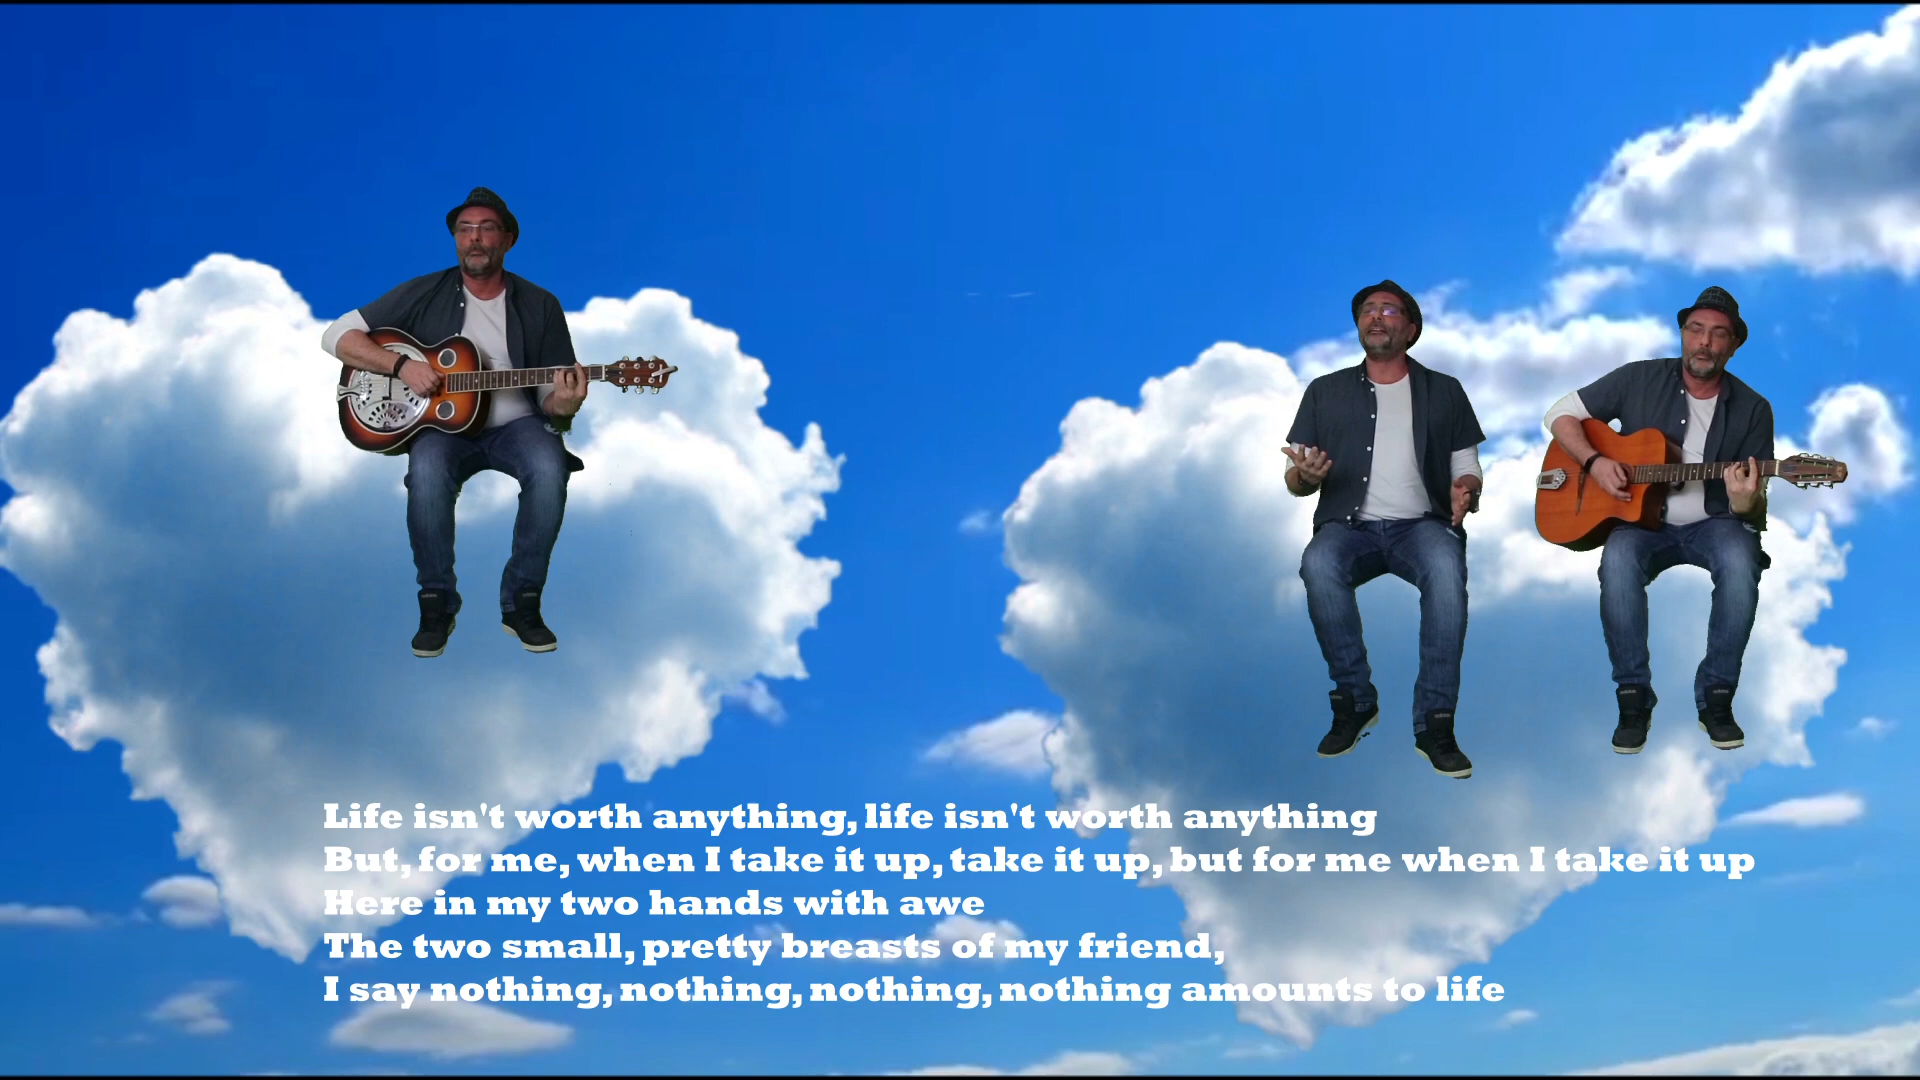 Life isn't worth anything, life isn't worth anything
But, for me, when I take it up, take it up, but for me when I take it up
Here in my two hands with awe
The two small, pretty breasts of my friend,
I say nothing, nothing, nothing, nothing amounts to life